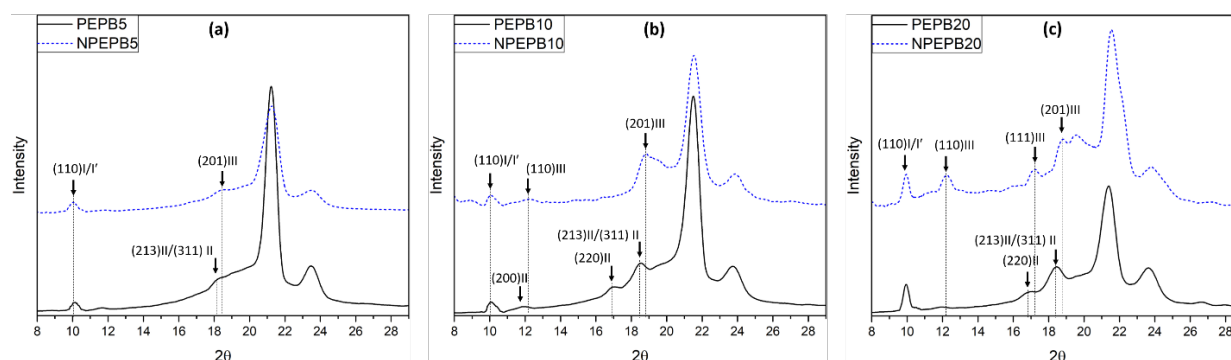 (a)
PEPB5
NPEPB5
(110)I/I'
(201)III
(213)II/(311) II
Intensity
8 10 12 14 16 18 20 22 24 26 28
2θ
(b)
PEPB10
NPEPB10
(201)III
(110)I/I'
(110)III
(213)II/(311) II
(220)II
(200)II
Intensity
8 10 12 14 16 18 20 22 24 26 28
2θ
(c)
PEPB20
NPEPB20
(201)III
(111)III
(110)I/I'
(110)III
(213)II/(311) II
(220)II
Intensity
8 10 12 14 16 18 20 22 24 26 28
2θ